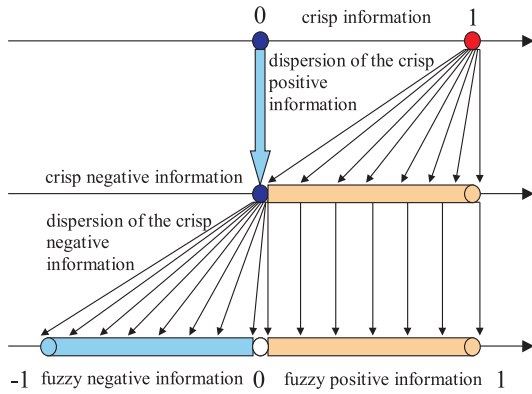 0 crisp information 1
dispersion of the crisp
positive
information
crisp negative information
dispersion of the crisp
negative
information
-1 fuzzy negative information 0 fuzzy positive information 1